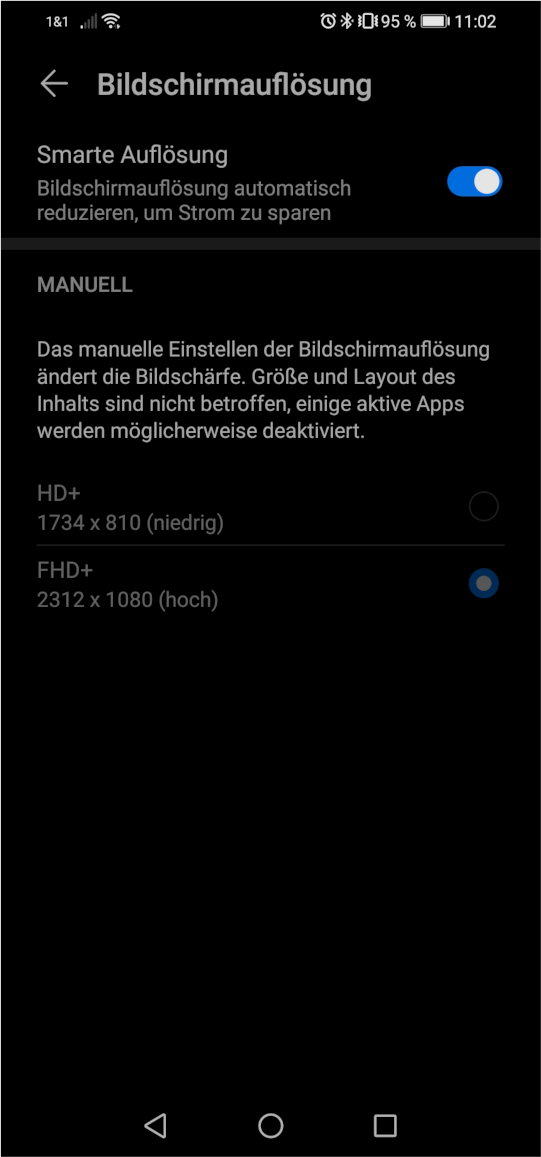 1&1 95 % 11:02
Bildschirmauflösung
Smarte Auflösung
Bildschirmauflösung automatisch
reduzieren, um Strom zu sparen
MANUELL
Das manuelle Einstellen der Bildschirmauflösung
ändert die Bildschärfe. Größe und Layout des
Inhalts sind nicht betroffen, einige aktive Apps
werden möglicherweise deaktiviert.
HD+
1734 x 810 (niedrig)
FHD+
2312 x 1080 (hoch)